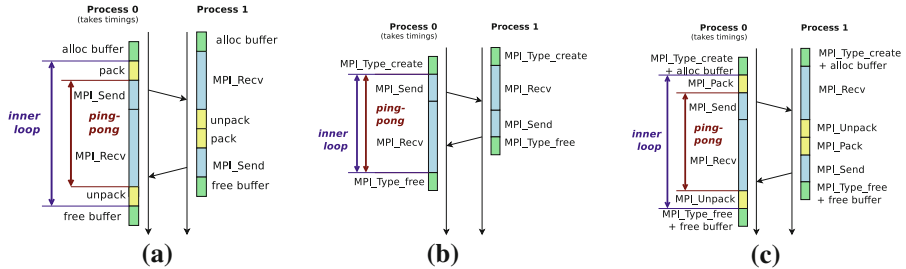 Process 0
(takes timings)
Process 1
alloc buffer
pack
MPI_Send
MPI_Recv
inner
loop
ping-
pong
unpack
pack
MPI_Recv
MPI_Send
unpack
free buffer
free buffer
(a)
Process 0
(takes timings)
Process 1
MPI_Type_create
MPI_Type_create
MPI_Send
MPI_Recv
inner
loop
ping-
pong
MPI_Recv
MPI_Send
MPI_Type_free
MPI_Type_free
(b)
Process 0
(takes timings)
Process 1
MPI_Type_create
+ alloc buffer
MPI_Type_create
+ alloc buffer
MPI_Pack
MPI_Send
MPI_Recv
inner
loop
ping-
pong
MPI_Unpack
MPI_Pack
MPI_Recv
MPI_Send
MPI_Unpack
MPI_Type_free
+ free buffer
MPI_Type_free
+ free buffer
(c)